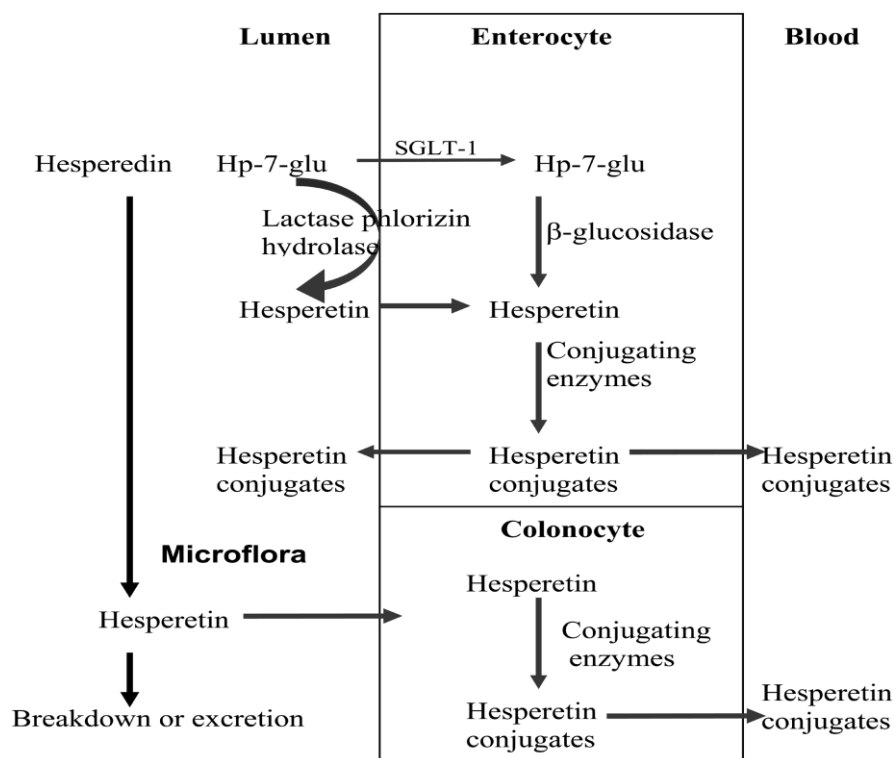 Lumen
Enterocyte
Blood
Hesperedin
Hp-7-glu
SGLT-1
Hp-7-glu
Lactase phlorizin
hydrolase
β-glucosidase
Hesperetin
Hesperetin
Conjugating
enzymes
Hesperetin
conjugates
Hesperetin
conjugates
Hesperetin
conjugates
Colonocyte
Microflora
Hesperetin
Hesperetin
Conjugating
enzymes
Breakdown or excretion
Hesperetin
conjugates
Hesperetin
conjugates